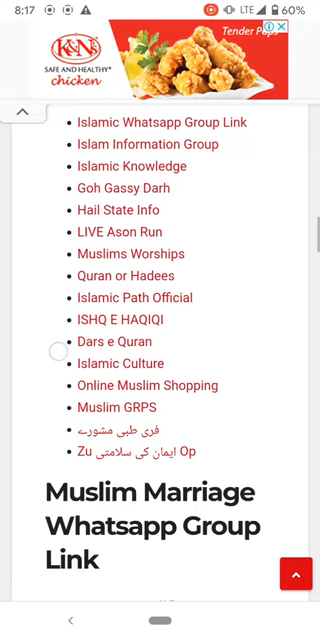 8:17
LTE
60%
Tender Pops
K&N's
SAFE AND HEALTHY*
chicken
Islamic Whatsapp Group Link
Islam Information Group
Islamic Knowledge
Goh Gassy Darh
Hail State Info
LIVE Ason Run
Muslims Worships
Quran or Hadees
Islamic Path Official
ISHQ E HAQIQI
Dars e Quran
Islamic Culture
Online Muslim Shopping
Muslim GRPS
فری طبی مشورے
Zu ایمان کی سلامتی Op
Muslim Marriage
Whatsapp Group
Link